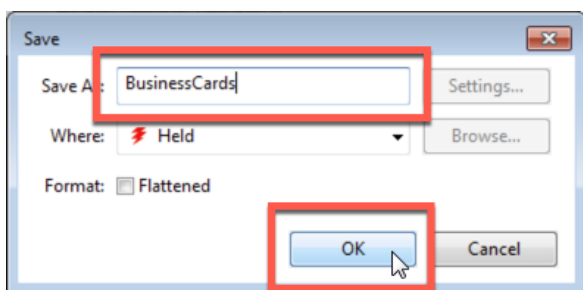 Save
Save As: BusinessCards Settings...
Where: Held Browse...
Format: Flattened
OK Cancel